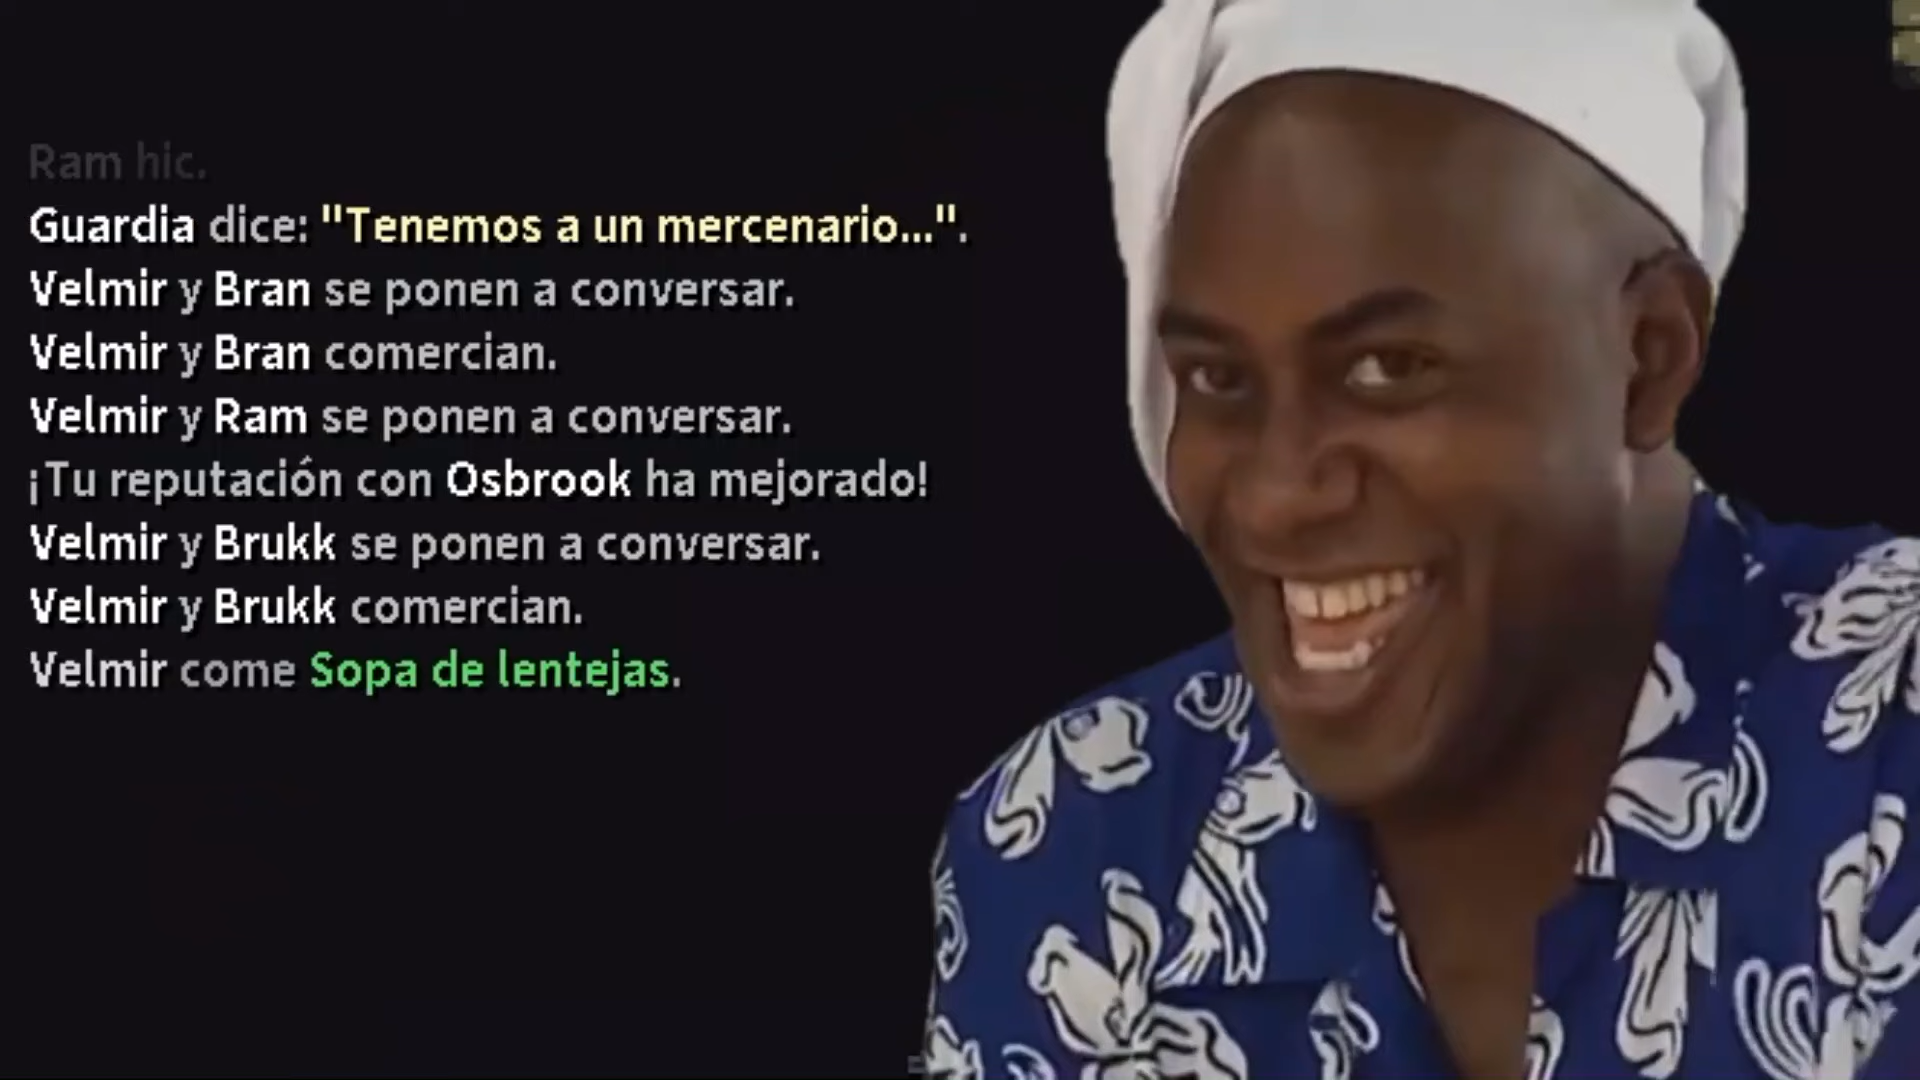 Ram hic.
Guardia dice: "Tenemos a un mercenario...".
Velmir y Bran se ponen a conversar.
Velmir y Bran comercian.
Velmir y Ram se ponen a conversar.
¡Tu reputación con Osbrook ha mejorado!
Velmir y Brukk se ponen a conversar.
Velmir y Brukk comercian.
Velmir come Sopa de lentejas.